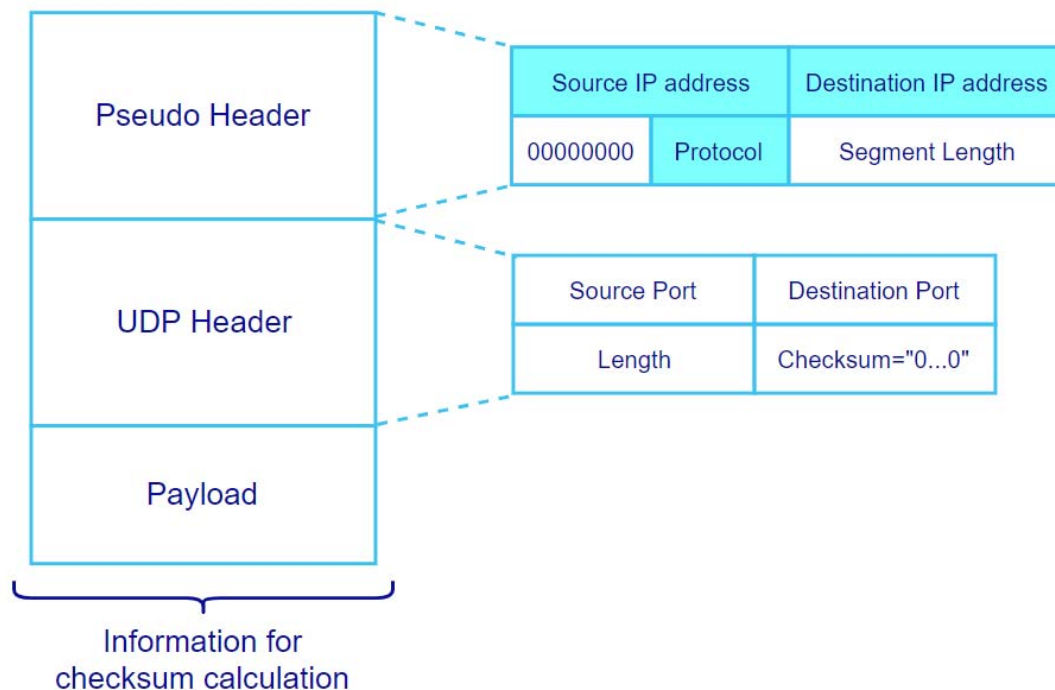 Pseudo Header
Source IP address
Destination IP address
00000000
Protocol
Segment Length
UDP Header
Source Port
Destination Port
Length
Checksum="0...0"
Payload
Information for
checksum calculation